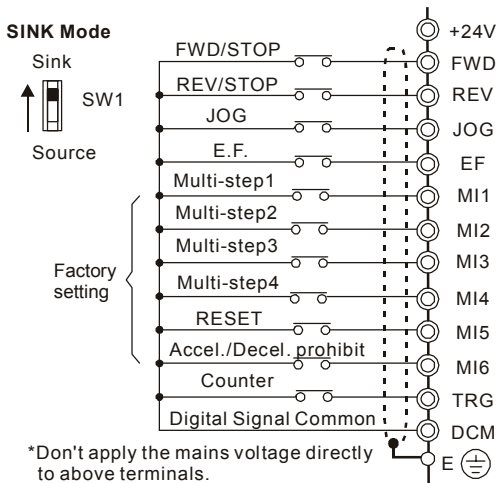 SINK Mode
Sink
SW1
Source
+24V
FWD/STOP
FWD
REV/STOP
REV
JOG
JOG
E.F.
EF
Multi-step1
MI1
Multi-step2
MI2
Multi-step3
MI3
Factory
setting
Multi-step4
MI4
RESET
MI5
Accel./Decel. prohibit
MI6
Counter
TRG
Digital Signal Common
DCM
*Don't apply the mains voltage directly
to above terminals.
E